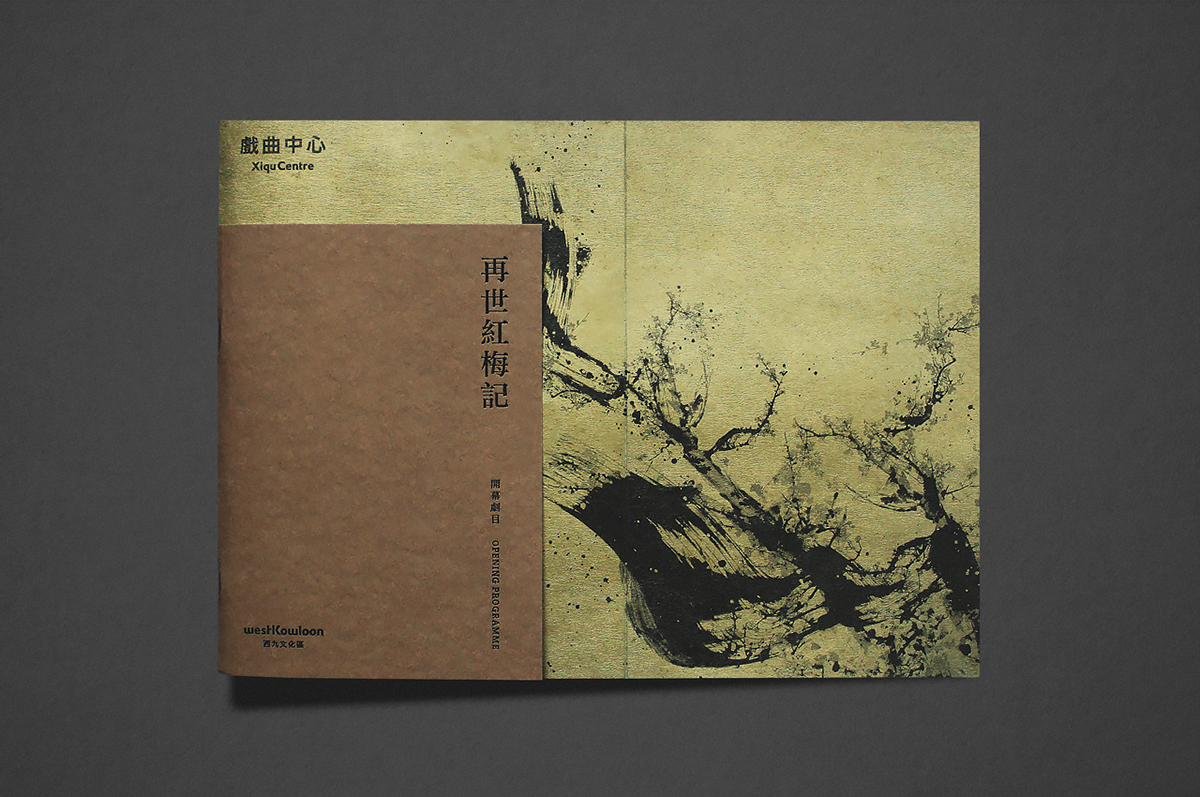 戲曲中心
Xiqu Centre
再世紅梅記
開幕劇目 OPENING PROGRAMME
westKowloon
西九文化區